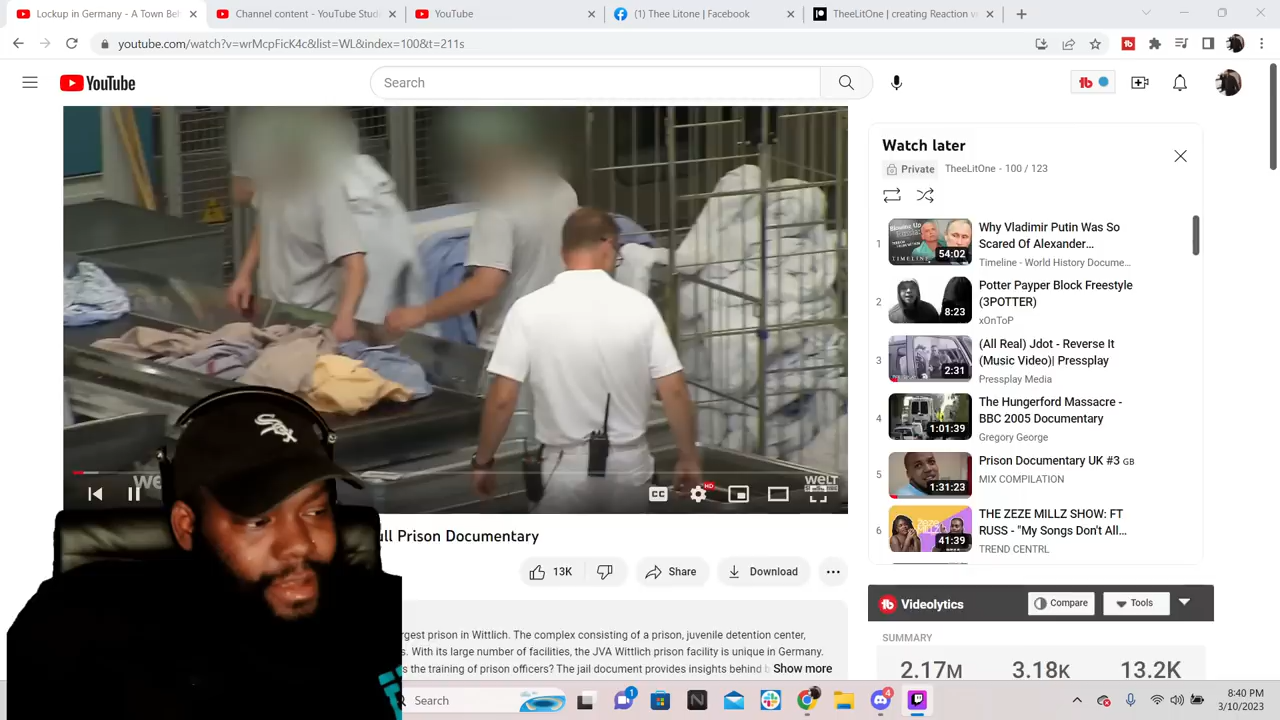 Lockup in Germany - A Town Be
Channel content - YouTube Stud
YouTube
(1) Thee Litone | Facebook
TheeLitOne | creating Reaction v
youtube.com/watch?v=wrMcpFicK4c&list=WL&index=100&t=211s
YouTube
Search
Watch later
Private
TheeLitOne - 100 / 123
1
54:02
Why Vladimir Putin Was So
Scared Of Alexander...
Timeline - World History Docume...
2
8:23
Potter Payper Block Freestyle
(3POTTER)
xOnToP
3
2:31
(All Real) Jdot - Reverse It
(Music Video)| Pressplay
Pressplay Media
4
1:01:39
The Hungerford Massacre -
BBC 2005 Documentary
Gregory George
5
1:31:23
Prison Documentary UK #3 GB
MIX COMPILATION
6
41:39
THE ZEZE MILLZ SHOW: FT
RUSS - "My Songs Don't All...
TREND CENTRL
CC
HD
WELT
Sox
ull Prison Documentary
13K
Share
Download
rgest prison in Wittlich. The complex consisting of a prison, juvenile detention center,
s. With its large number of facilities, the JVA Wittlich prison facility is unique in Germany.
s the training of prison officers? The jail document provides insights behind b Show more
tb Videolytics
Compare
Tools
SUMMARY
2.17M
3.18K
13.2K
Search
1
4
8:40 PM
3/10/2023